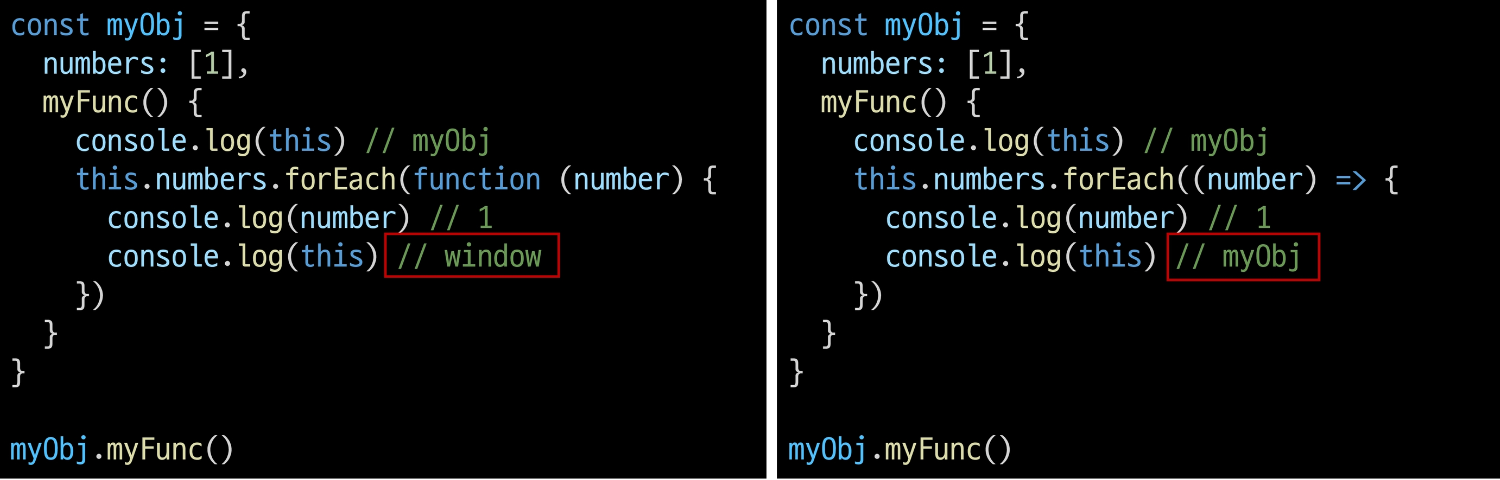 const myObj = {
  numbers: [1],
  myFunc() {
    console.log(this) // myObj
    this.numbers.forEach(function (number) {
      console.log(number) // 1
      console.log(this) // window
    })
  }
}
myObj.myFunc()
const myObj = {
  numbers: [1],
  myFunc() {
    console.log(this) // myObj
    this.numbers.forEach((number) => {
      console.log(number) // 1
      console.log(this) // myObj
    })
  }
}
myObj.myFunc()